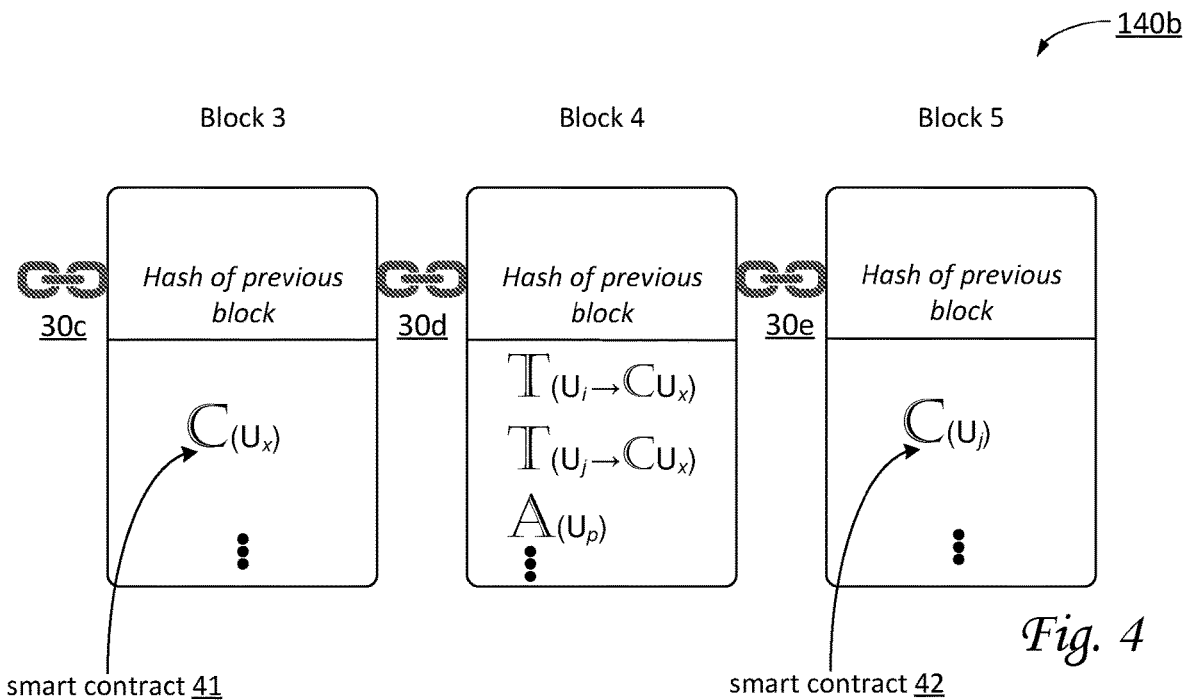 140b
Block 3
Block 4
Block 5
Hash of previous
block
Hash of previous
block
Hash of previous
block
30c
30d
30e
ℂ(Uₓ)
𝕋(Uᵢ→ℂUₓ)
𝕋(Uⱼ→ℂUₓ)
𝔸(Uₚ)
ℂ(Uⱼ)
smart contract 41
smart contract 42
Fig. 4